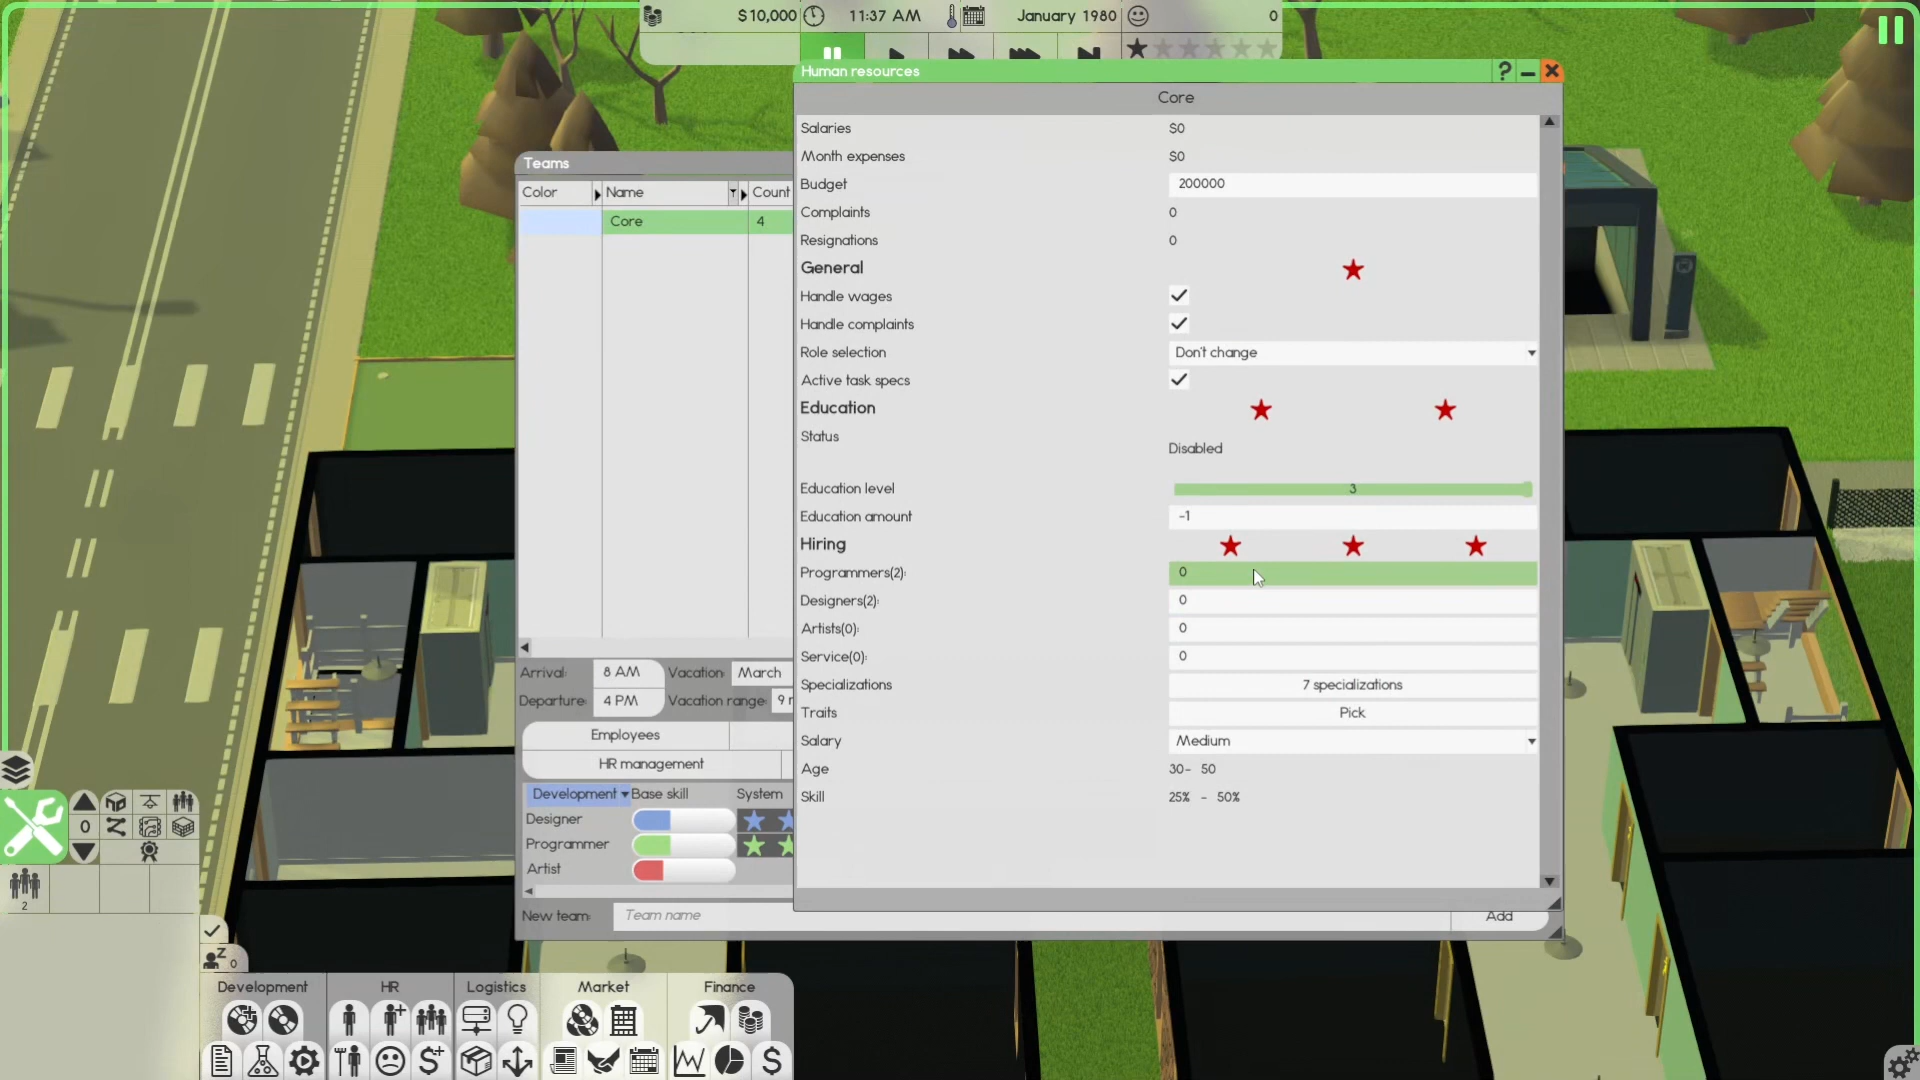 $10,000
11:37 AM
January 1980
0
Human resources
?
Core
Salaries
$0
Month expenses
$0
Budget
200000
Complaints
0
Resignations
0
General
Handle wages
Handle complaints
Role selection
Don't change
Active task specs
Education
Status
Disabled
Education level
3
Education amount
-1
Hiring
Programmers(2):
0
Designers(2):
0
Artists(0):
0
Service(0):
0
Specializations
7 specializations
Traits
Pick
Salary
Medium
Age
30- 50
Skill
25% - 50%
Teams
Color
Name
Count
Core
4
Arrival:
8 AM
Vacation:
March
Departure:
4 PM
Vacation range:
Employees
HR management
Development
Base skill
System
Designer
Programmer
Artist
New team:
Team name
Add
0
2
Z
0
Development
HR
Logistics
Market
Finance